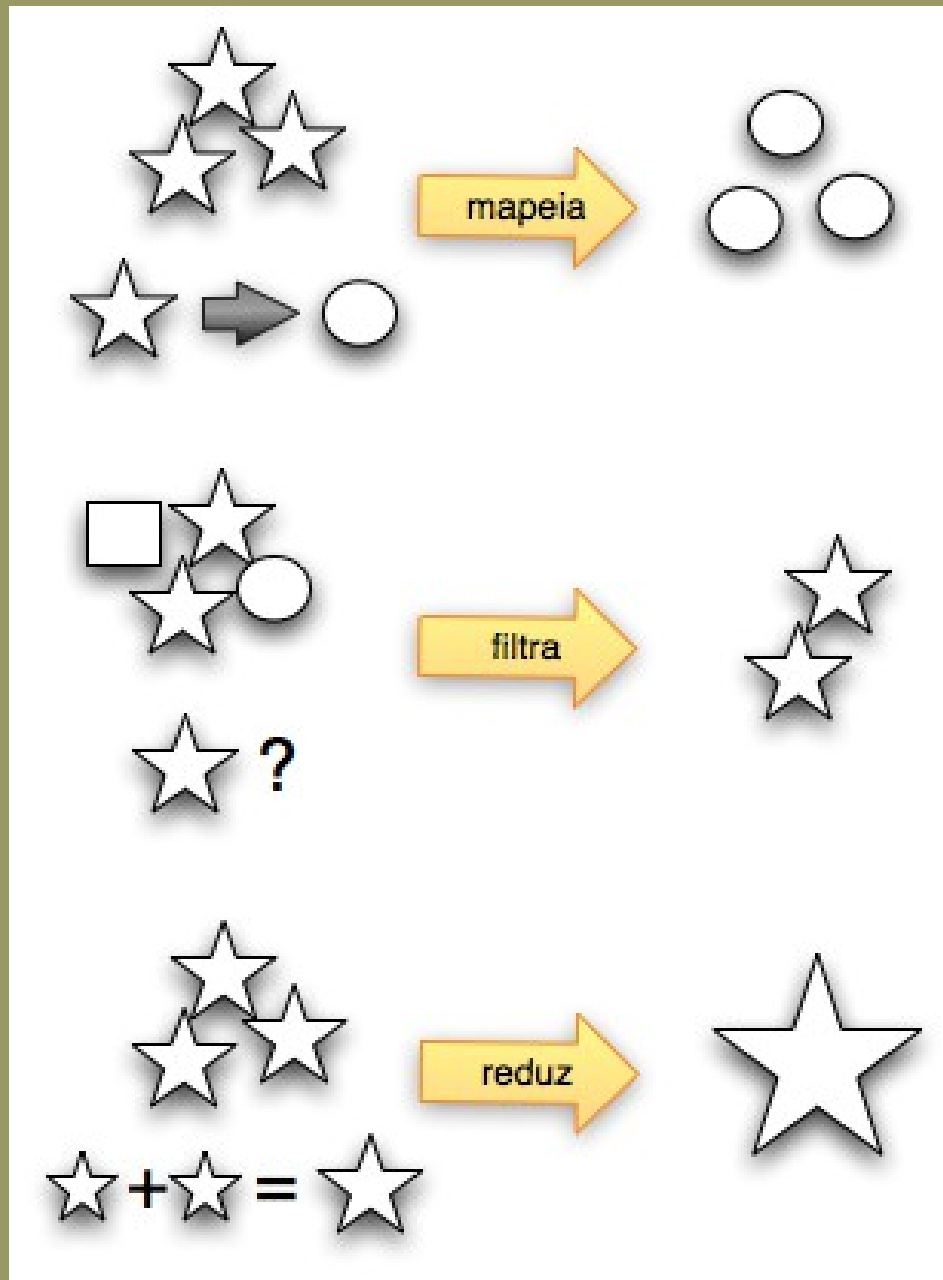 mapeia
filtra
?
reduz
+ =